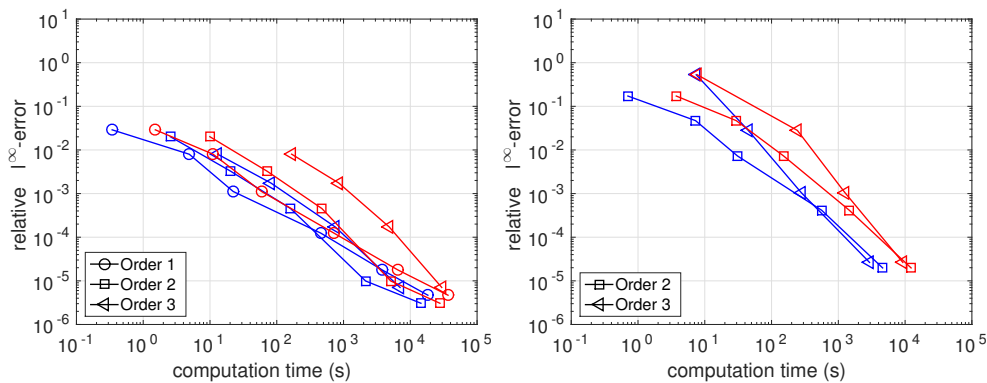 10^1
10^0
10^-1
10^-2
10^-3
10^-4
10^-5
10^-6
relative l^∞-error
Order 1
Order 2
Order 3
10^-1 10^0 10^1 10^2 10^3 10^4 10^5
computation time (s)
10^1
10^0
10^-1
10^-2
10^-3
10^-4
10^-5
10^-6
relative l^∞-error
Order 2
Order 3
10^-1 10^0 10^1 10^2 10^3 10^4 10^5
computation time (s)